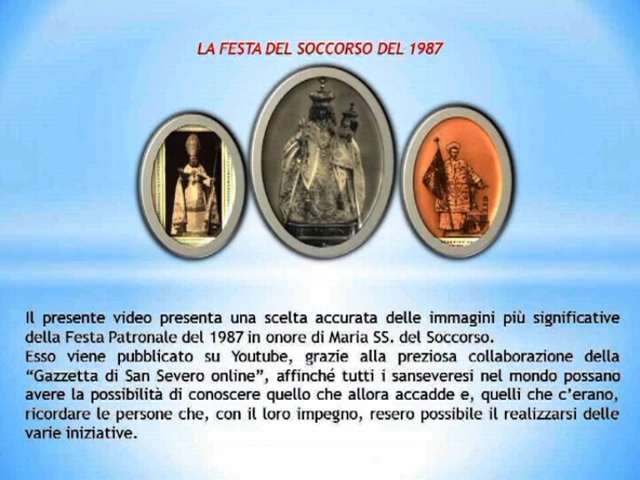 LA FESTA DEL SOCCORSO DEL 1987
Il presente video presenta una scelta accurata delle immagini più significative
della Festa Patronale del 1987 in onore di Maria SS. del Soccorso.
Esso viene pubblicato su Youtube, grazie alla preziosa collaborazione della
“Gazzetta di San Severo online”, affinché tutti i sanseveresi nel mondo possano
avere la possibilità di conoscere quello che allora accadde e, quelli che c’erano,
ricordare le persone che, con il loro impegno, resero possibile il realizzarsi delle
varie iniziative.